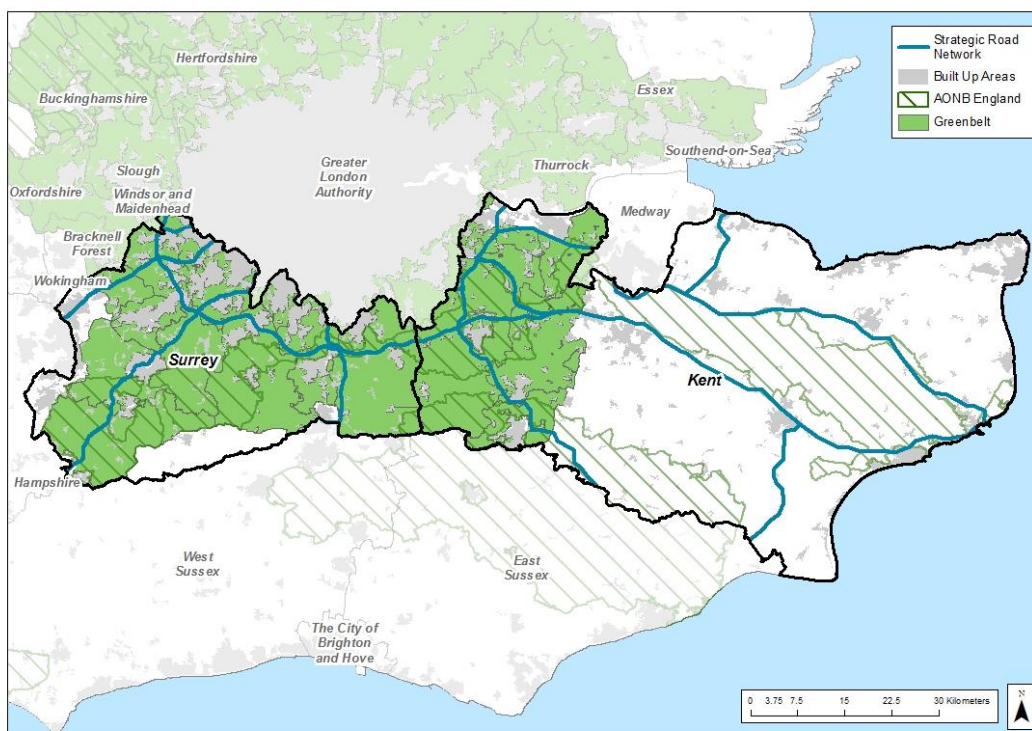 Hertfordshire
Buckinghamshire
Essex
Southend-on-Sea
Thurrock
Slough
Oxfordshire
Windsor and
Maidenhead
Greater
London
Authority
Medway
Bracknell
Forest
Wokingham
Surrey
Kent
Hampshire
West
Sussex
East
Sussex
The City of
Brighton
and Hove
Strategic Road
Network
Built Up Areas
AONB England
Greenbelt
0 3.75 7.5 15 22.5 30 Kilometers
N